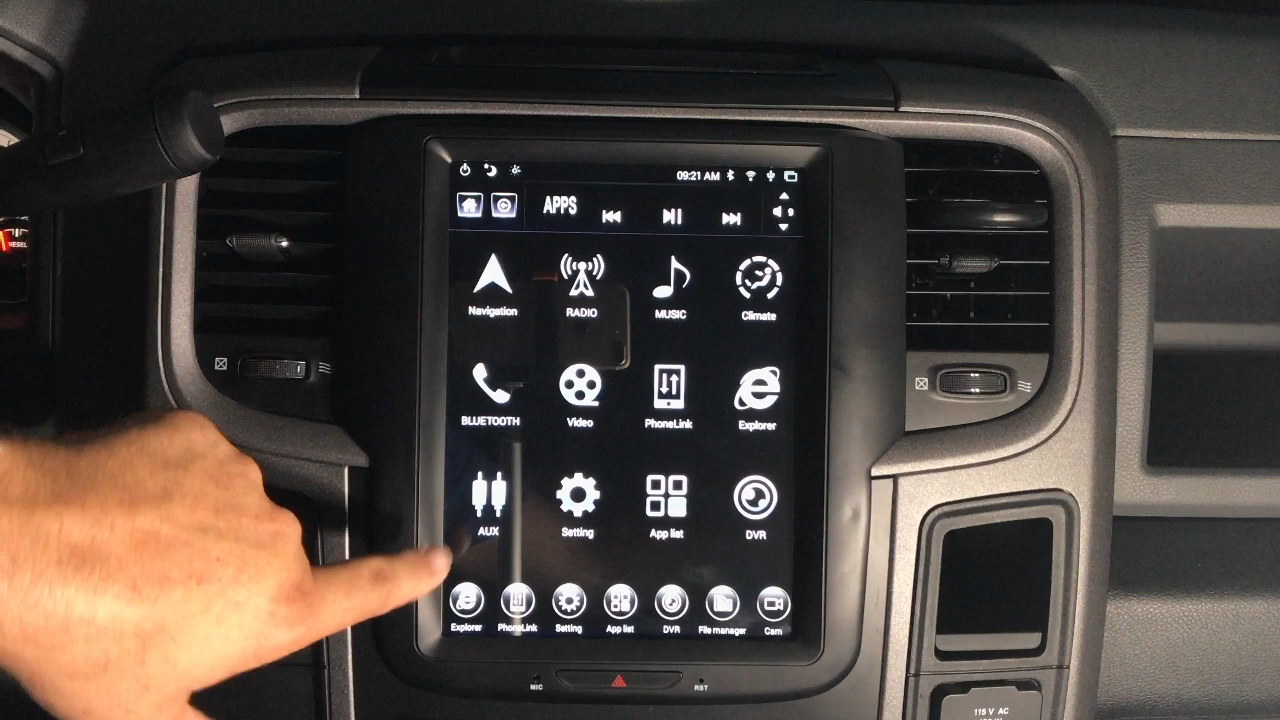 09:21 AM
APPS
9
Navigation
RADIO
MUSIC
Climate
BLUETOOTH
Video
PhoneLink
Explorer
AUX
Setting
App list
DVR
Explorer
PhoneLink
Setting
App list
DVR
File manager
Cam
MIC
RST
DIESEL
115 V AC